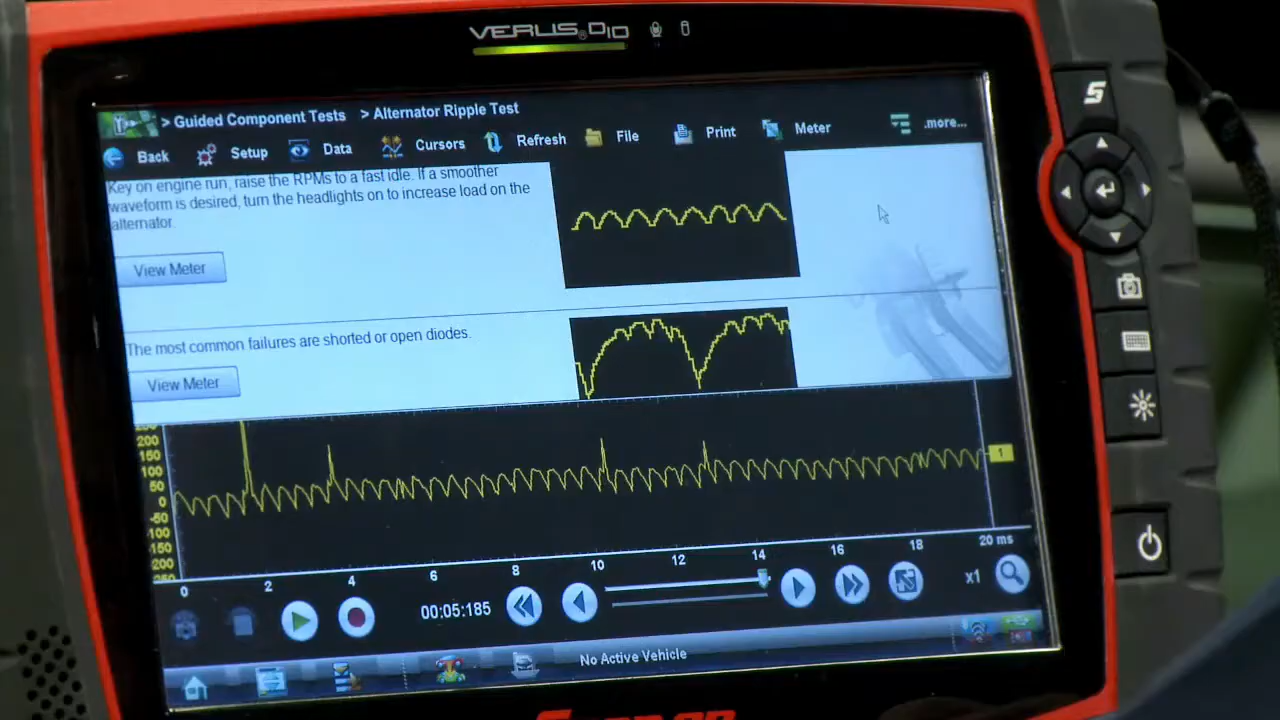 VERUS® D10
> Guided Component Tests > Alternator Ripple Test
Back Setup Data Cursors Refresh File Print Meter .more...
Key on engine run, raise the RPMs to a fast idle. If a smoother
waveform is desired, turn the headlights on to increase load on the
alternator.
View Meter
The most common failures are shorted or open diodes.
View Meter
200
150
100
50
0
-50
-100
150
200
1
0 2 4 6 8 10 12 14 16 18 20 ms
00:05:185
x1
No Active Vehicle
S